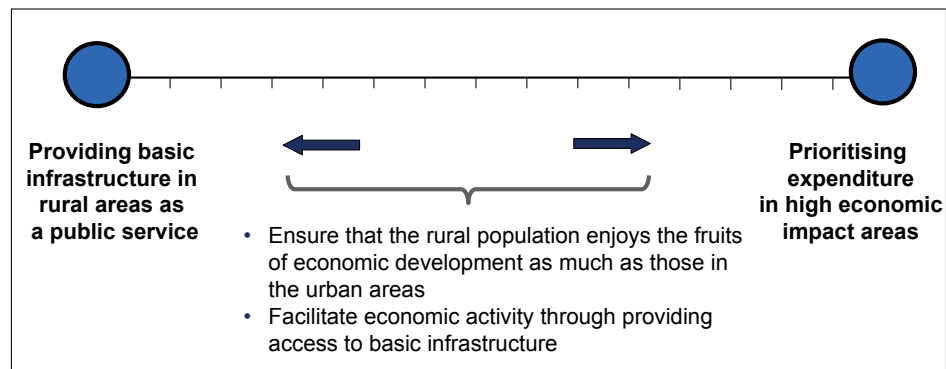 Providing basic
infrastructure in
rural areas as
a public service
Prioritising
expenditure
in high economic
impact areas
• Ensure that the rural population enjoys the fruits
of economic development as much as those in
the urban areas
• Facilitate economic activity through providing
access to basic infrastructure